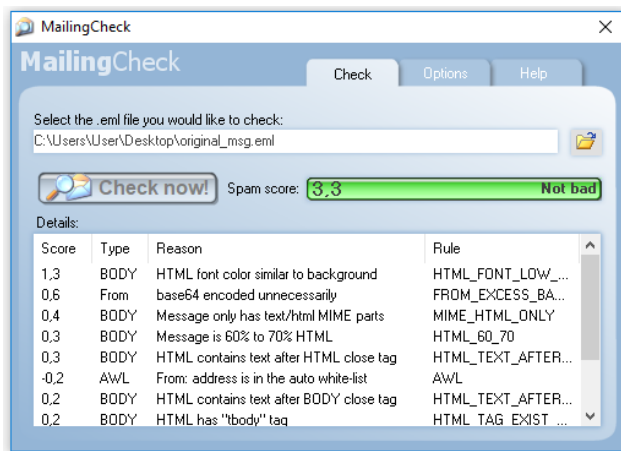 MailingCheck
MailingCheck
Check Options Help
Select the .eml file you would like to check:
C:\Users\User\Desktop\original_msg.eml
Check now! Spam score: 3,3 Not bad
Details:
Score Type Reason Rule
1,3 BODY HTML font color similar to background HTML_FONT_LOW_...
0,6 From base64 encoded unnecessarily FROM_EXCESS_BA...
0,4 BODY Message only has text/html MIME parts MIME_HTML_ONLY
0,3 BODY Message is 60% to 70% HTML HTML_60_70
0,3 BODY HTML contains text after HTML close tag HTML_TEXT_AFTER...
-0,2 AWL From: address is in the auto white-list AWL
0,2 BODY HTML contains text after BODY close tag HTML_TEXT_AFTER...
0,2 BODY HTML has "tbody" tag HTML_TAG_EXIST_...